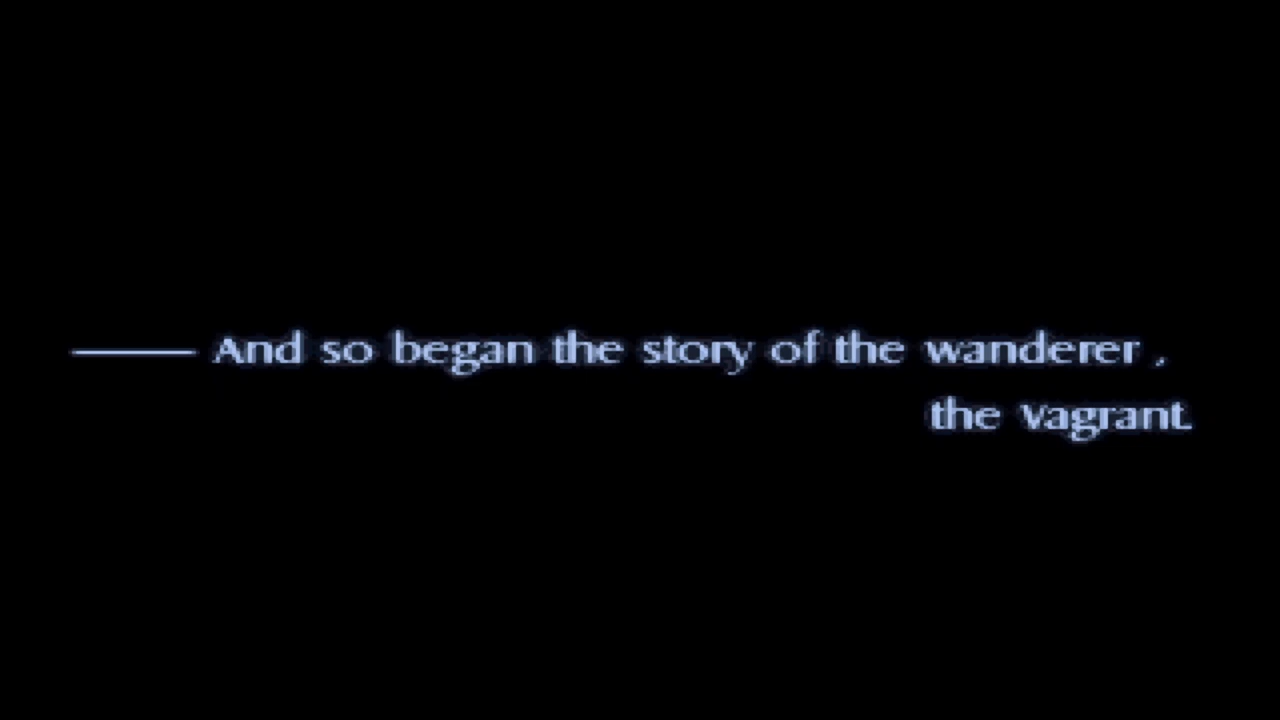 —— And so began the story of the wanderer ,
the vagrant.